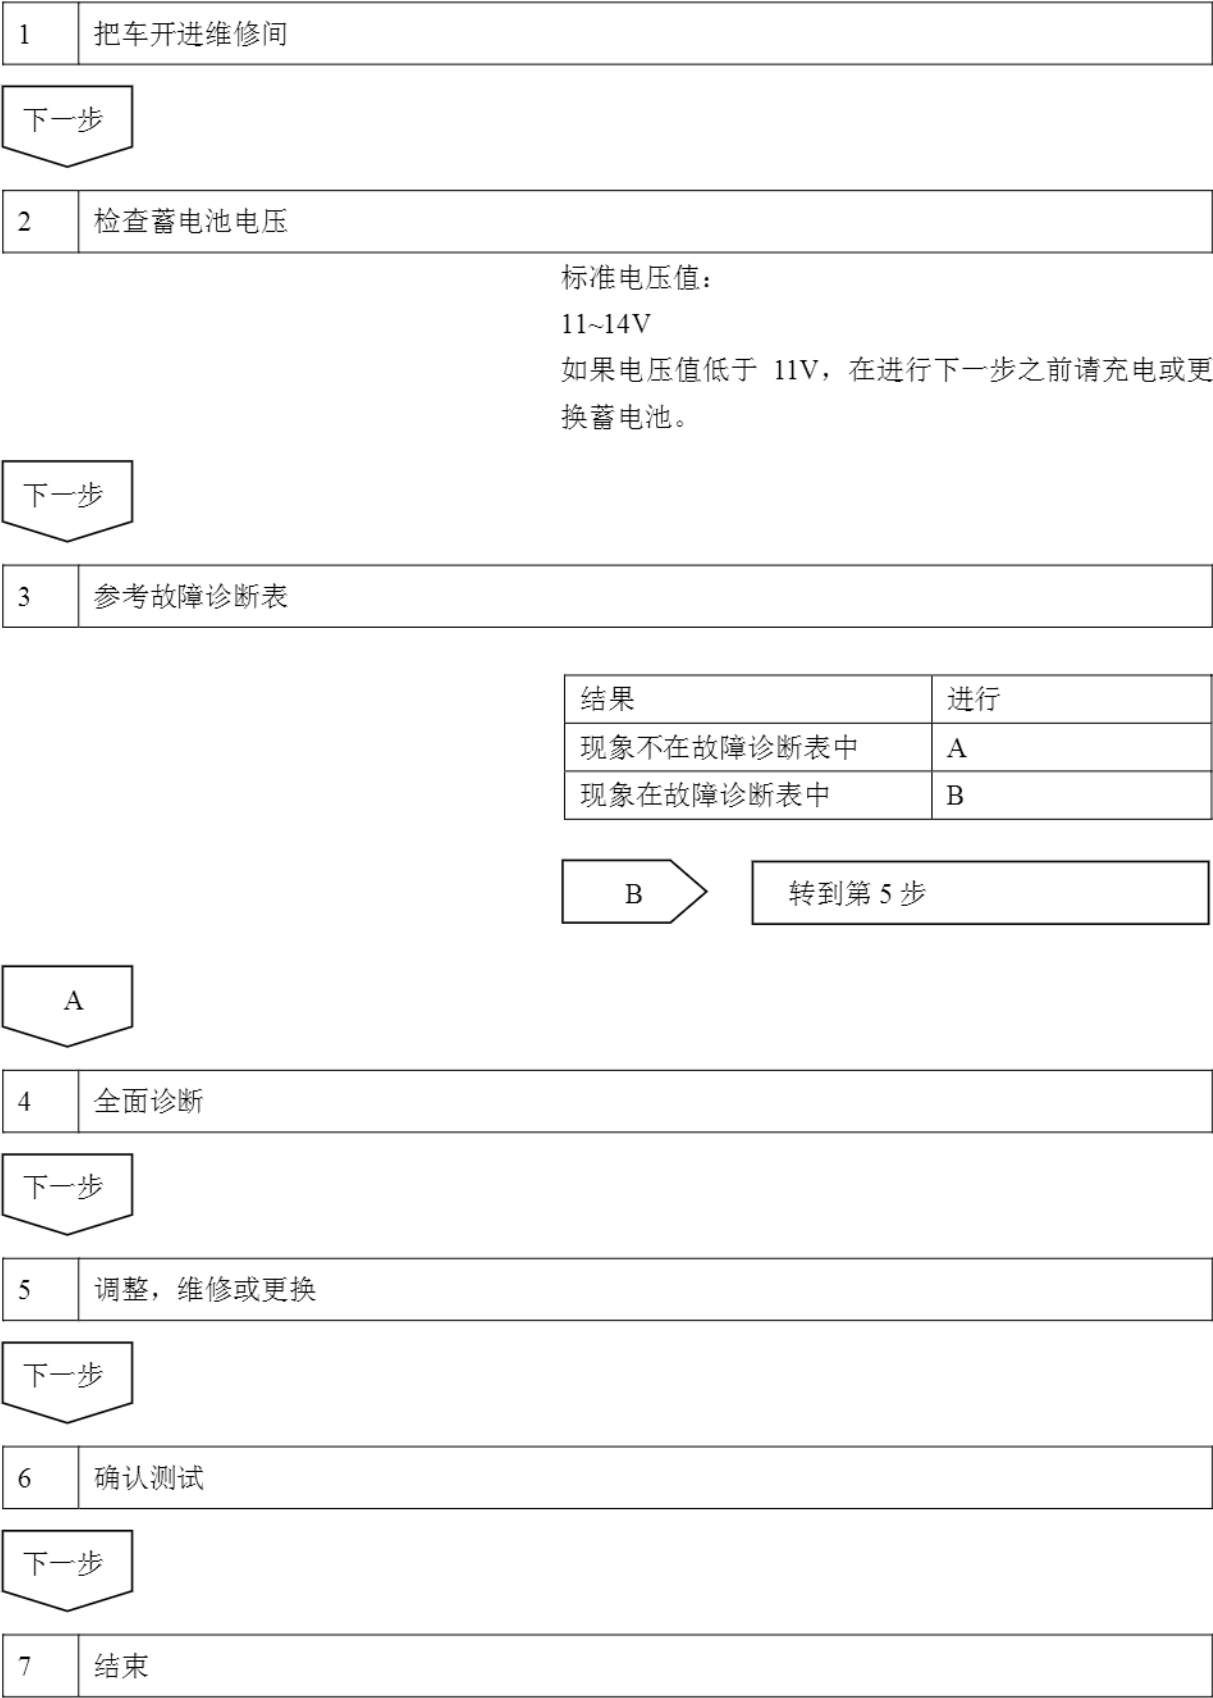 1 把车开进维修间
下一步
2 检查蓄电池电压
标准电压值：
11~14V
如果电压值低于 11V，在进行下一步之前请充电或更
换蓄电池。
下一步
3 参考故障诊断表
结果 进行
现象不在故障诊断表中 A
现象在故障诊断表中 B
B 转到第 5 步
A
4 全面诊断
下一步
5 调整，维修或更换
下一步
6 确认测试
下一步
7 结束